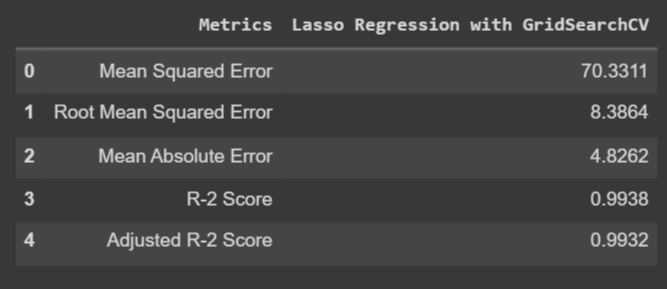 Metrics Lasso Regression with GridSearchCV
0 Mean Squared Error 70.3311
1 Root Mean Squared Error 8.3864
2 Mean Absolute Error 4.8262
3 R-2 Score 0.9938
4 Adjusted R-2 Score 0.9932